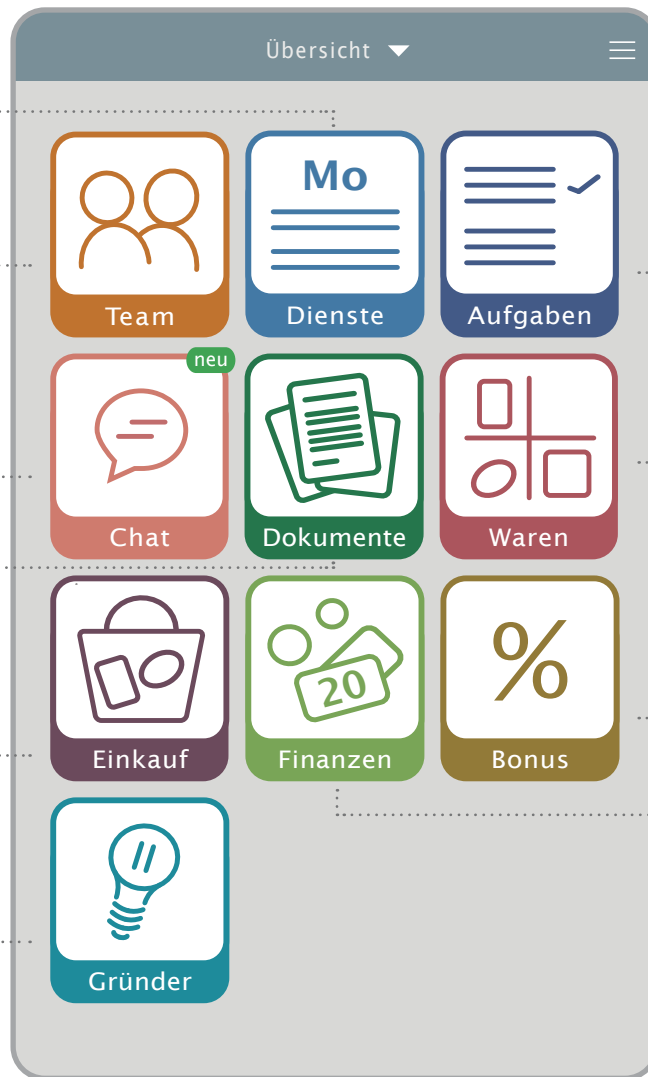 Übersicht
Mo
Team
Dienste
Aufgaben
neu
Chat
Dokumente
Waren
20
%
Einkauf
Finanzen
Bonus
Gründer